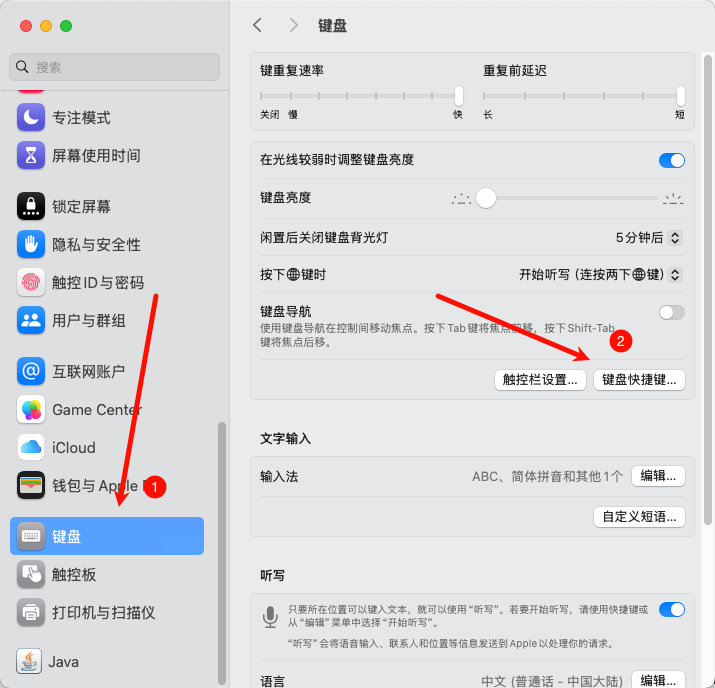 搜索
专注模式
屏幕使用时间
锁定屏幕
隐私与安全性
触控 ID 与密码
用户与群组
互联网账户
Game Center
iCloud
钱包与 Apple
1
键盘
触控板
打印机与扫描仪
Java
键盘
键重复速率
重复前延迟
关闭 慢 快
长 短
在光线较弱时调整键盘亮度
键盘亮度
闲置后关闭键盘背光灯 5分钟后
按下🌐键时 开始听写 (连按两下🌐键)
键盘导航
使用键盘导航在控制间移动焦点。按下 Tab 键将焦点前移，按下 Shift-Tab
键将焦点后移。
2
触控栏设置... 键盘快捷键...
文字输入
输入法 ABC、简体拼音和其他 1 个 编辑...
自定义短语...
听写
只要所在位置可以键入文本，就可以使用“听写”。若要开始听写，请使用快捷键或
从“编辑”菜单中选择“开始听写”。
“听写”会将语音输入、联系人和位置等信息发送到 Apple 以处理你的请求。
语言 中文 (普通话 - 中国大陆) 编辑...